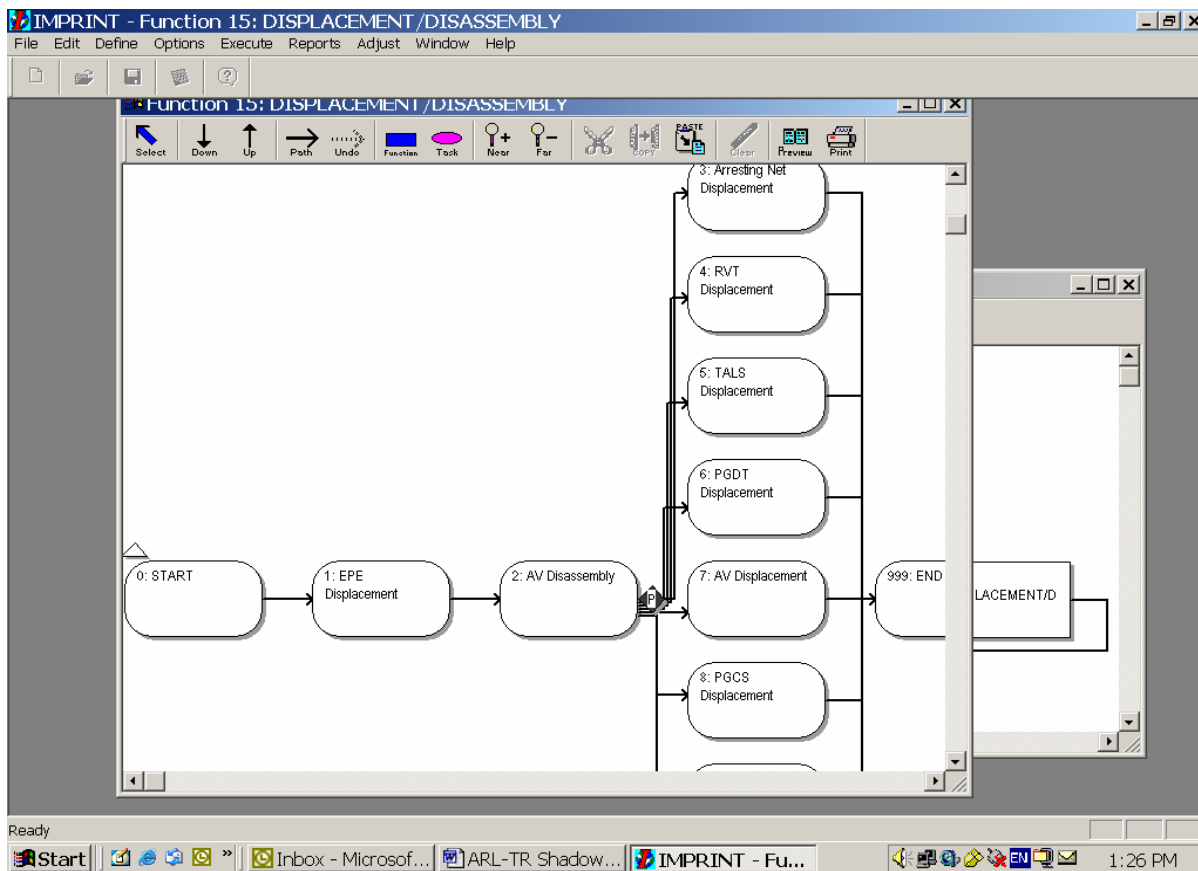 IMPRINT - Function 15: DISPLACEMENT/DISASSEMBLY
File Edit Define Options Execute Reports Adjust Window Help
Function 15: DISPLACEMENT/DISASSEMBLY
Select Down Up Path Undo Function Task Near Far COPY PASTE Clear Preview Print
3: Arresting Net
Displacement
4: RVT
Displacement
5: TALS
Displacement
6: PGDT
Displacement
0: START
1: EPE
Displacement
2: AV Disassembly
P
7: AV Displacement
999: END
LACEMENT/D
8: PGCS
Displacement
Ready
Start » Inbox - Microsof... ARL-TR Shadow... IMPRINT - Fu... EN 1:26 PM